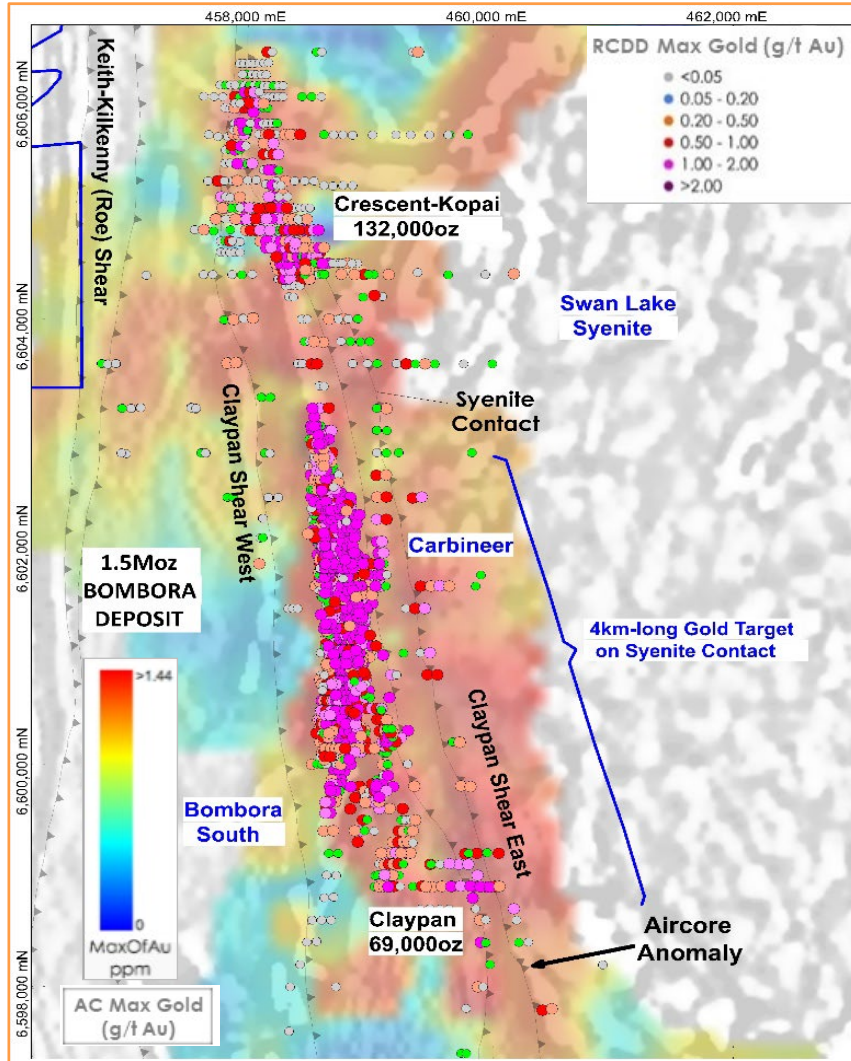 458,000 mE
460,000 mE
462,000 mE
RCDD Max Gold (g/t Au)
<0.05
0.05 - 0.20
0.20 - 0.50
0.50 - 1.00
1.00 - 2.00
>2.00
6,606,000 mN
Keith-Kilkenny (Roe) Shear
Crescent-Kopai
132,000oz
Swan Lake
Syenite
6,604,000 mN
Syenite
Contact
Claypan Shear West
Carbineer
6,602,000 mN
1.5Moz
BOMBORA
DEPOSIT
4km-long Gold Target
on Syenite Contact
>1.44
0
MaxOfAu
ppm
AC Max Gold
(g/t Au)
Claypan Shear East
6,600,000 mN
Bombora
South
Claypan
69,000oz
Aircore
Anomaly
6,598,000 mN